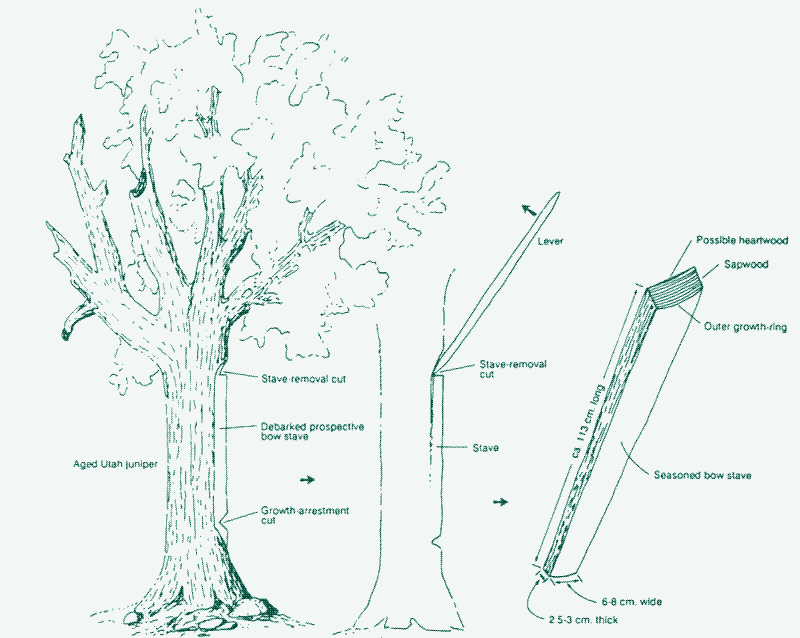 Aged Utah juniper
Stave-removal cut
Debarked prospective
bow stave
Growth-arrestment
cut
Lever
Stave-removal
cut
Stave
Possible heartwood
Sapwood
Outer growth-ring
ca. 113 cm. long
Seasoned bow stave
6-8 cm. wide
2.5-3 cm. thick